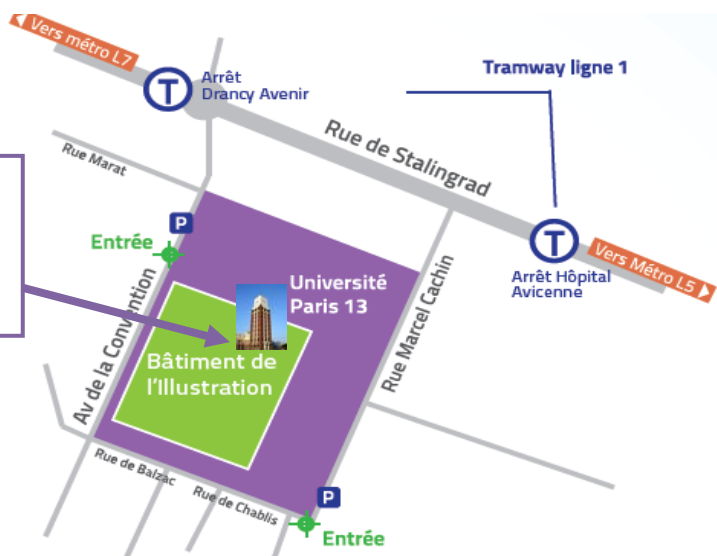 Vers métro L7
T
Arrêt
Drancy Avenir
Tramway ligne 1
Rue de Stalingrad
Rue Marat
P
Entrée
T
Vers Métro L5
Arrêt Hôpital
Avicenne
Université
Paris 13
Av de la Convention
Rue Marcel Cachin
Bâtiment de
l'Illustration
Rue de Balzac
Rue de Chablis
P
Entrée